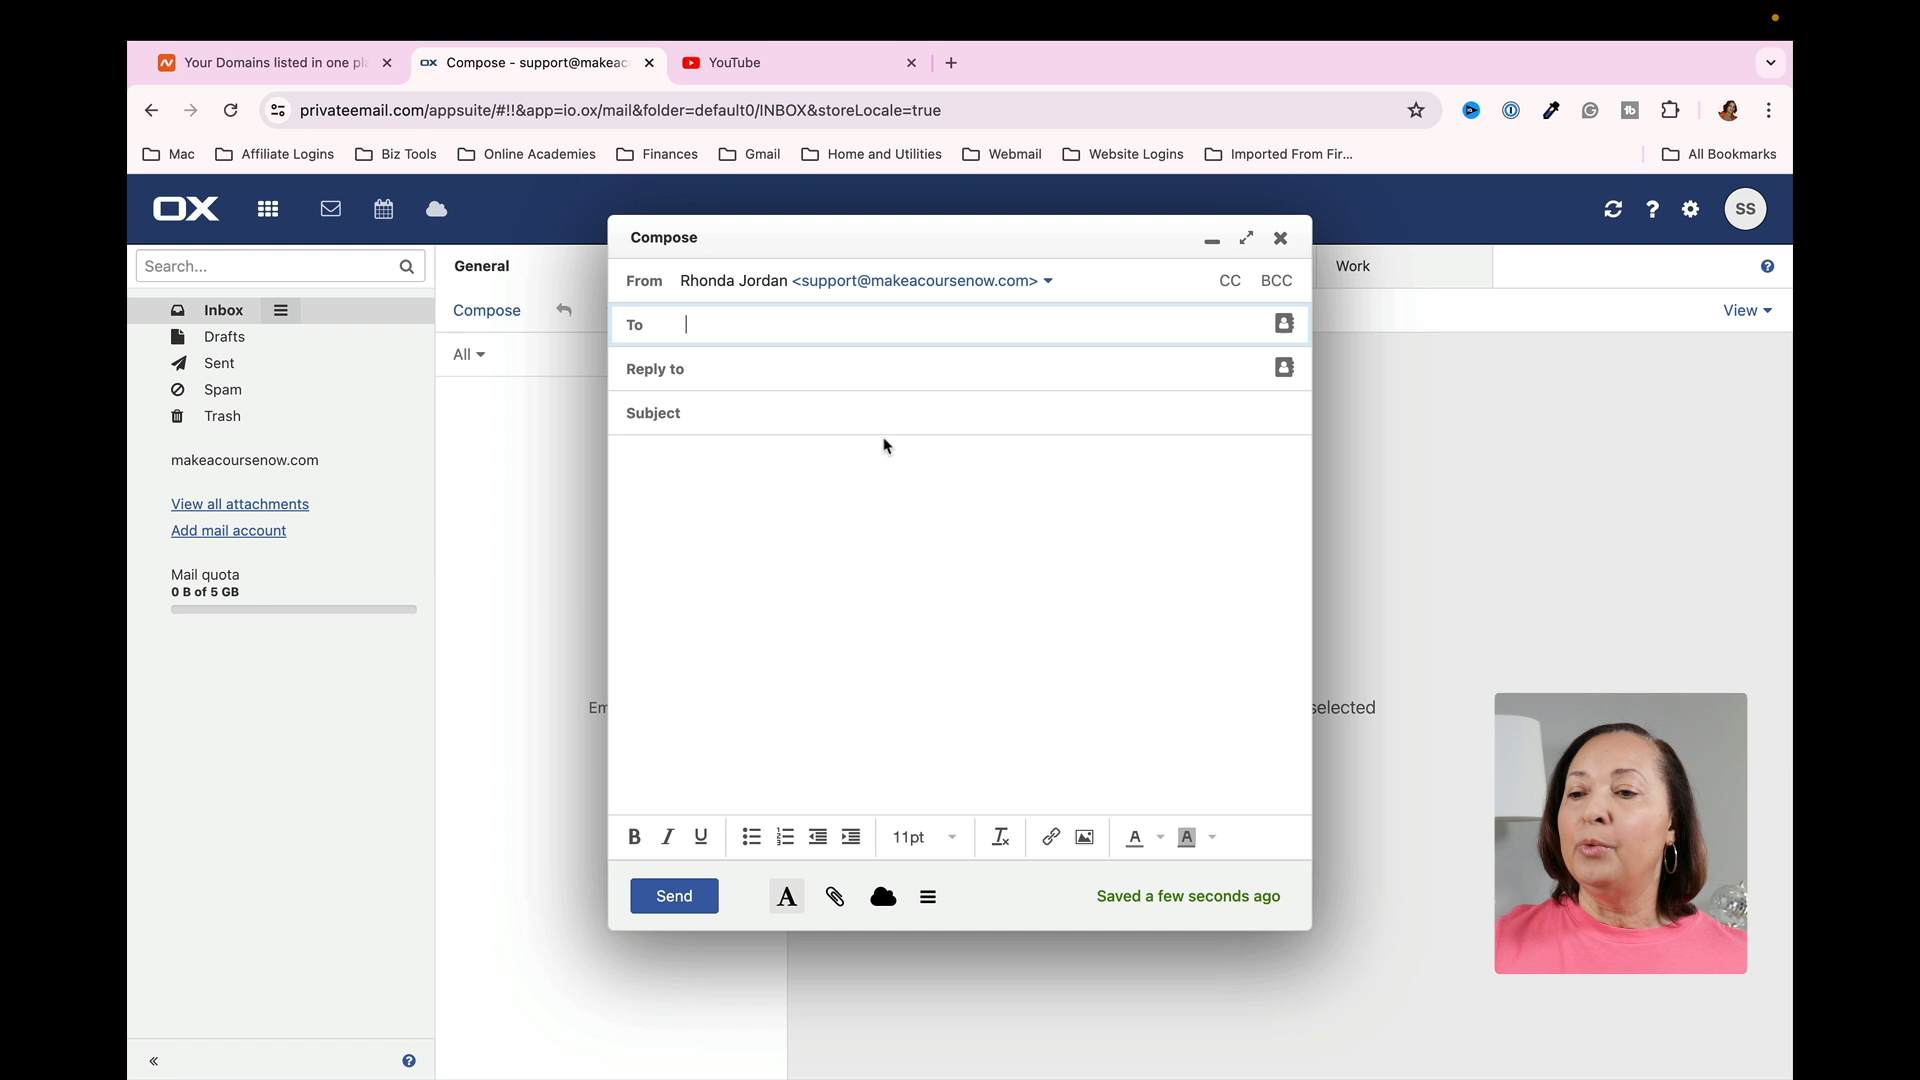 Your Domains listed in one pl
Compose - support@makeac
YouTube
privateemail.com/appsuite/#!!&app=io.ox/mail&folder=default0/INBOX&storeLocale=true
Mac
Affiliate Logins
Biz Tools
Online Academies
Finances
Gmail
Home and Utilities
Webmail
Website Logins
Imported From Fir...
All Bookmarks
OX
SS
Search...
General
Work
Inbox
Drafts
Sent
Spam
Trash
makeacoursenow.com
View all attachments
Add mail account
Mail quota
0 B of 5 GB
Compose
All
View
Em
selected
Compose
From Rhonda Jordan <support@makeacoursenow.com>
CC BCC
To
Reply to
Subject
B I U
11pt
Send
Saved a few seconds ago